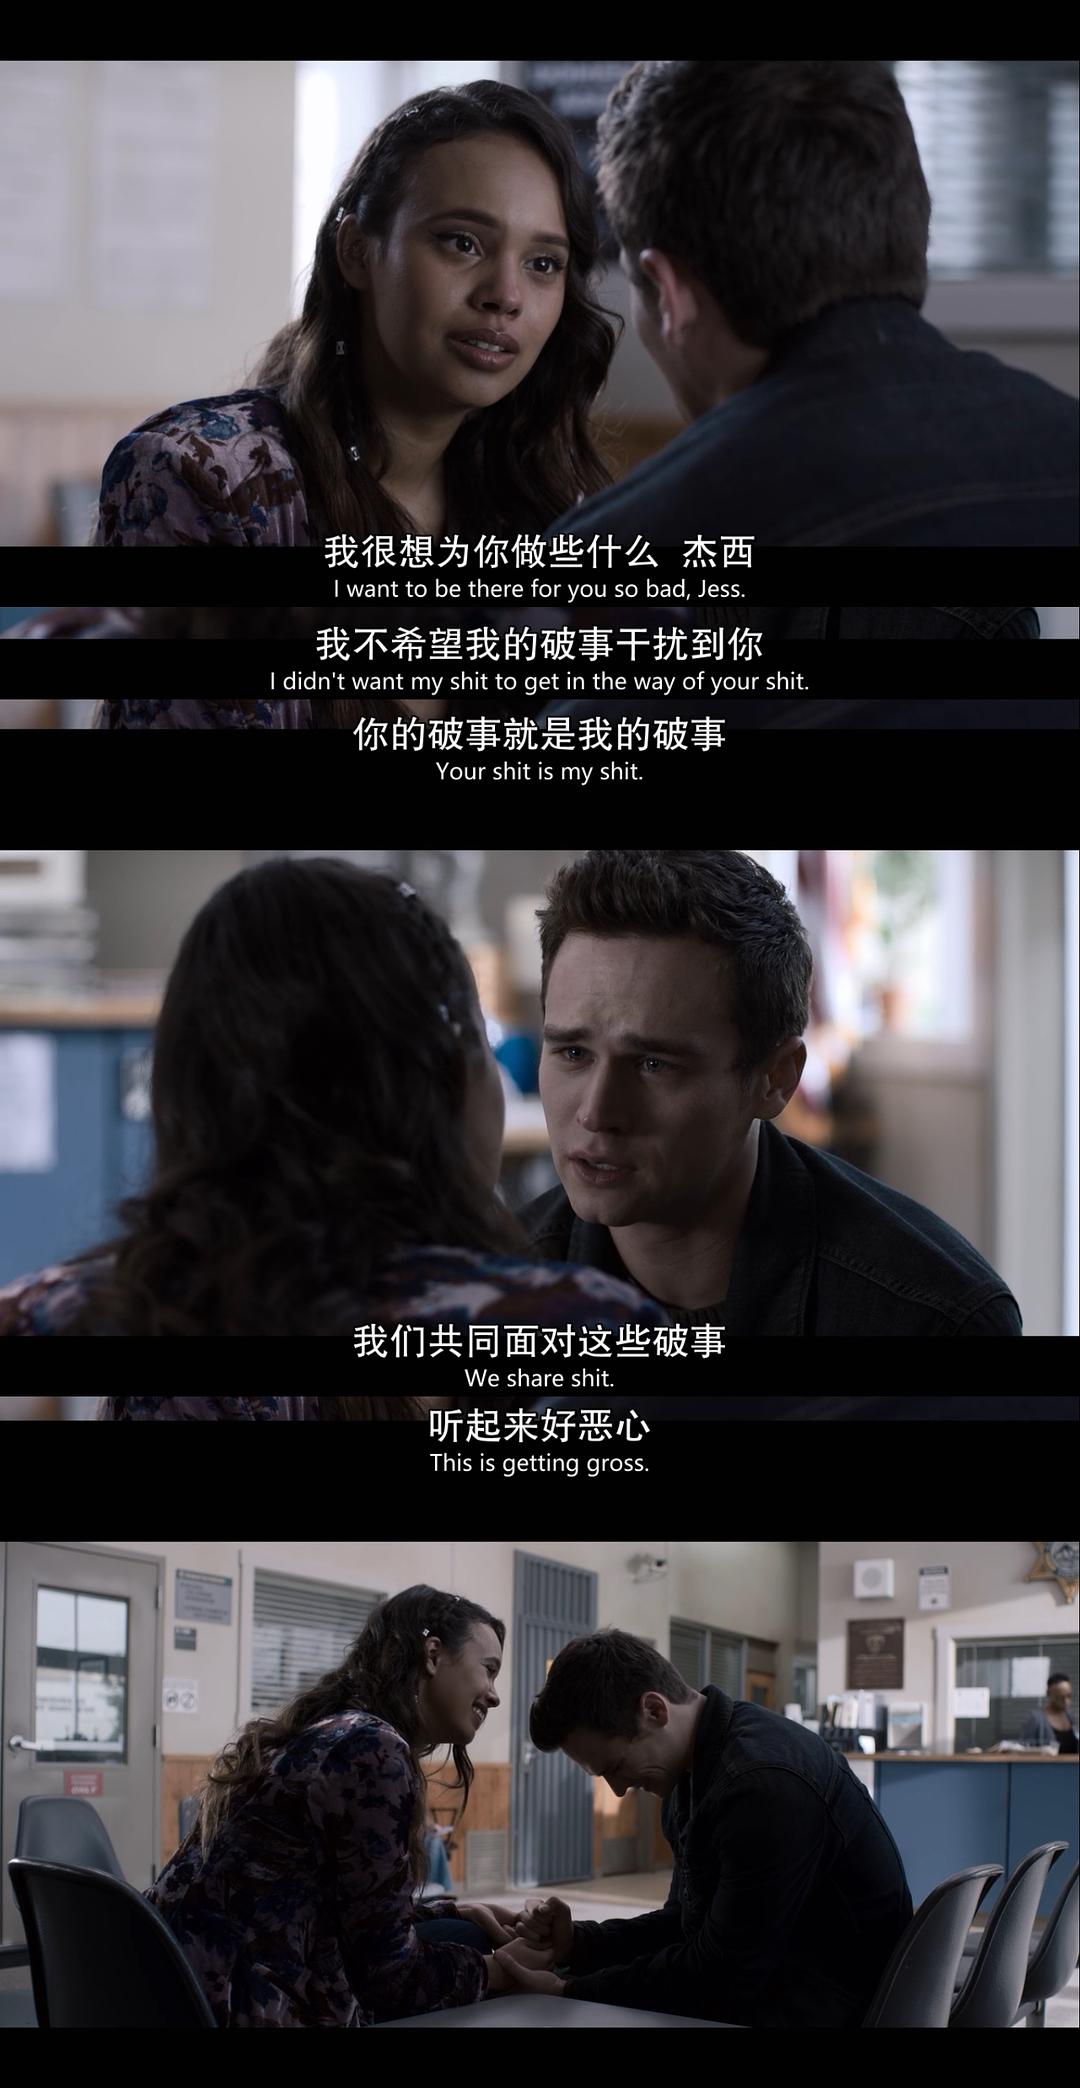 我很想为你做些什么 杰西
I want to be there for you so bad, Jess.
我不希望我的破事干扰到你
I didn't want my shit to get in the way of your shit.
你的破事就是我的破事
Your shit is my shit.
我们共同面对这些破事
We share shit.
听起来好恶心
This is getting gross.